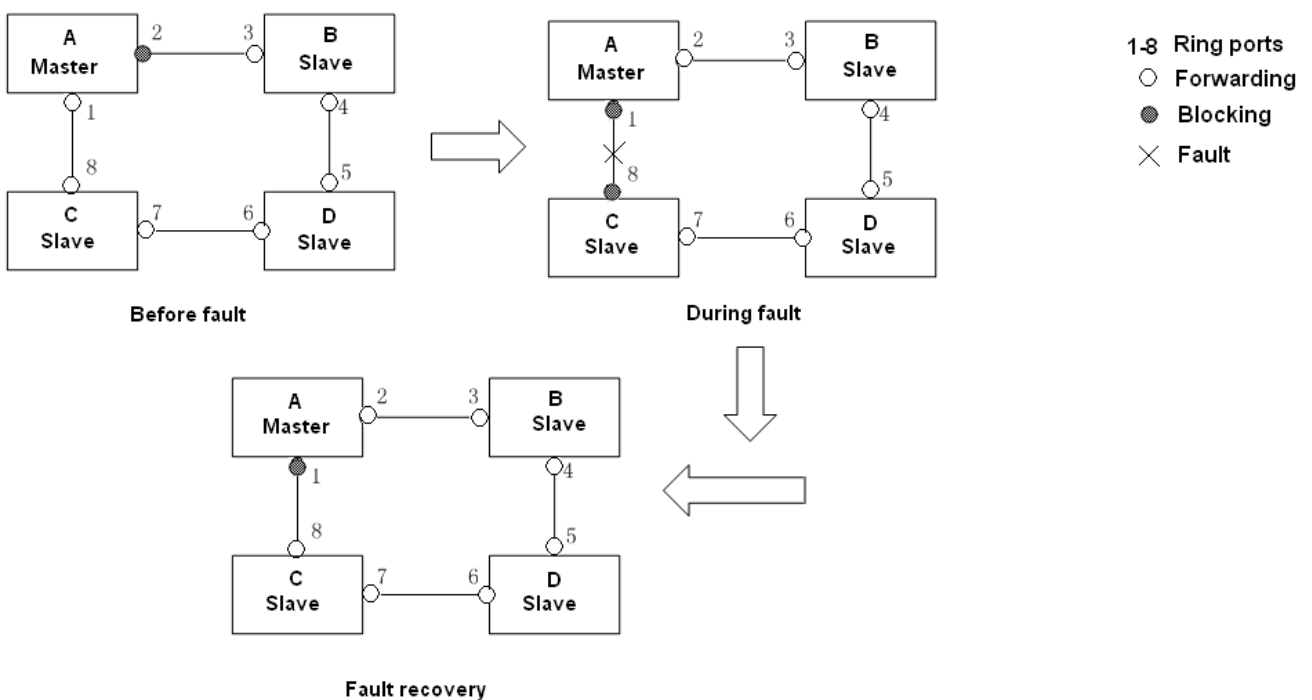 A
Master
2
3
B
Slave
1
4
8
5
C
Slave
7
6
D
Slave
Before fault
A
Master
2
3
B
Slave
1
4
8
5
C
Slave
7
6
D
Slave
During fault
1-8 Ring ports
Forwarding
Blocking
Fault
A
Master
2
3
B
Slave
1
4
8
5
C
Slave
7
6
D
Slave
Fault recovery